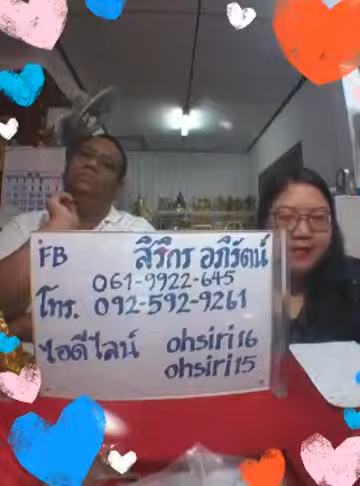 FB สิริกร อภิรัตน์
061-9922-645
โทร. 092-592-9261
ไอดีไลน์ ohsiri16
ohsiri15